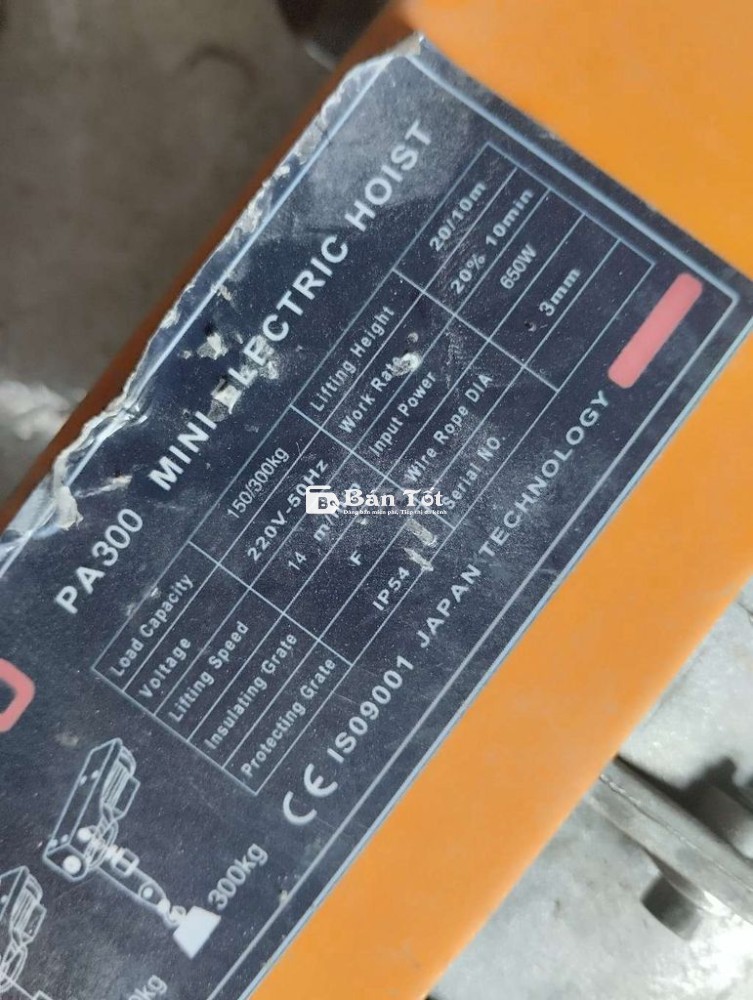 PA300 MINI ELECTRIC HOIST
Load Capacity 150/300kg Lifting Height 20/10m
Voltage 220V-50Hz Work Rate 20% 10min
Lifting Speed 14 Input Power 650W
Insulating Grate F Wire Rope DIA 3mm
Protecting Grate IP54 Serial No.
CE ISO9001 JAPAN TECHNOLOGY
300kg
kg
Bán Tốt